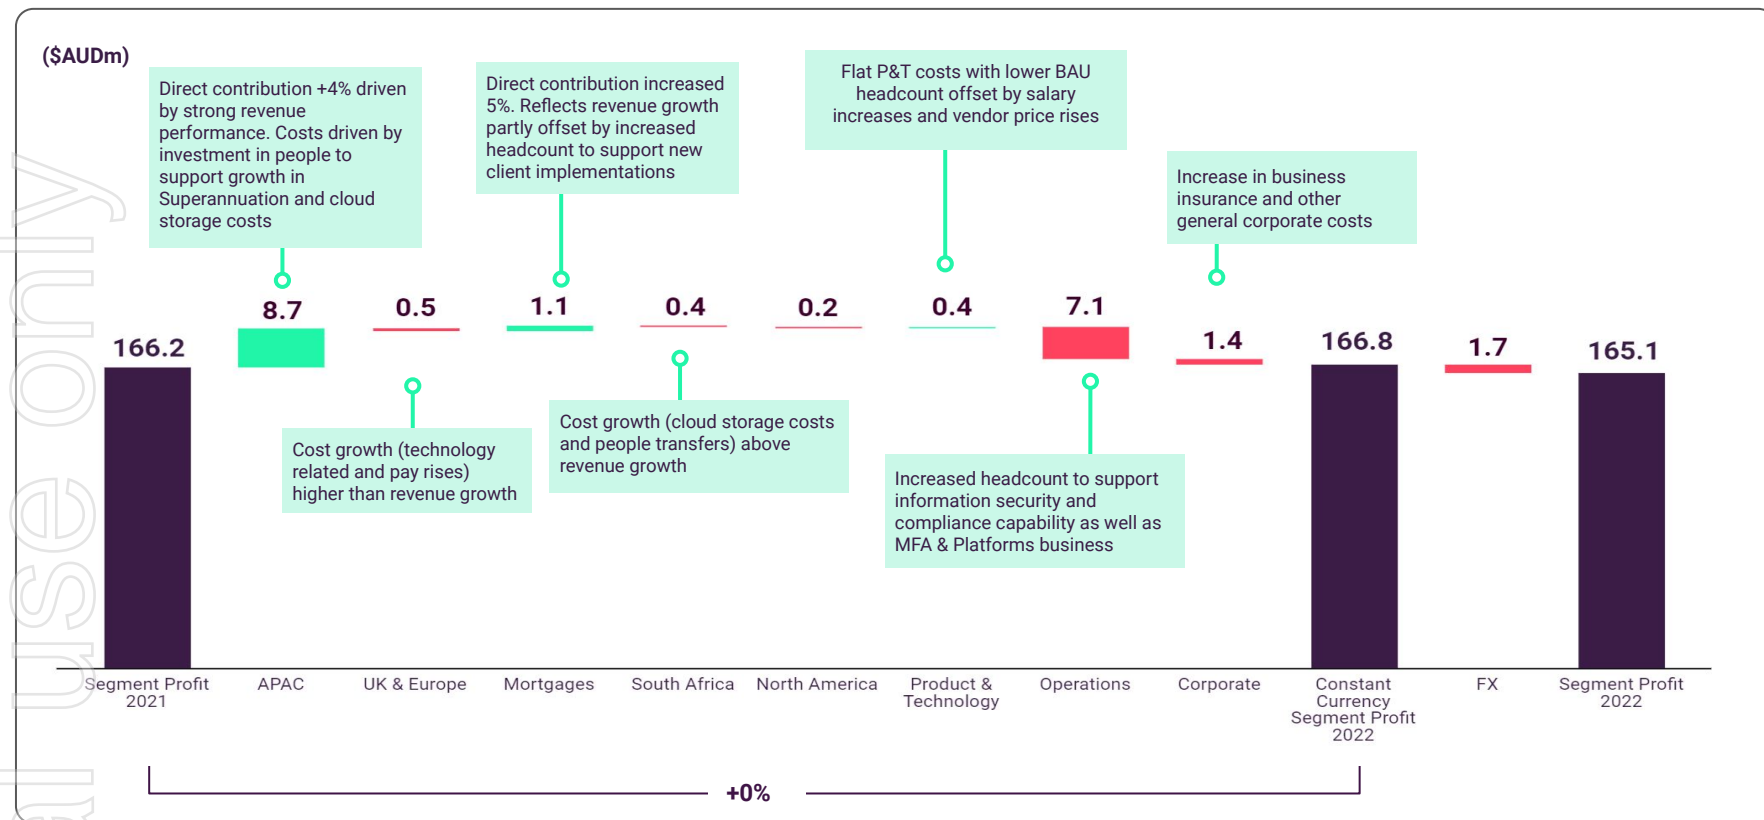 ($AUDm)
Direct contribution +4% driven
by strong revenue
performance. Costs driven by
investment in people to
support growth in
Superannuation and cloud
storage costs
Direct contribution increased
5%. Reflects revenue growth
partly offset by increased
headcount to support new
client implementations
Flat P&T costs with lower BAU
headcount offset by salary
increases and vendor price rises
Increase in business
insurance and other
general corporate costs
166.2
8.7
0.5
1.1
0.4
0.2
0.4
7.1
1.4
166.8
1.7
165.1
Cost growth (technology
related and pay rises)
higher than revenue growth
Cost growth (cloud storage costs
and people transfers) above
revenue growth
Increased headcount to support
information security and
compliance capability as well as
MFA & Platforms business
Segment Profit
2021
APAC
UK & Europe
Mortgages
South Africa
North America
Product &
Technology
Operations
Corporate
Constant
Currency
Segment Profit
2022
FX
Segment Profit
2022
+0%
al use only